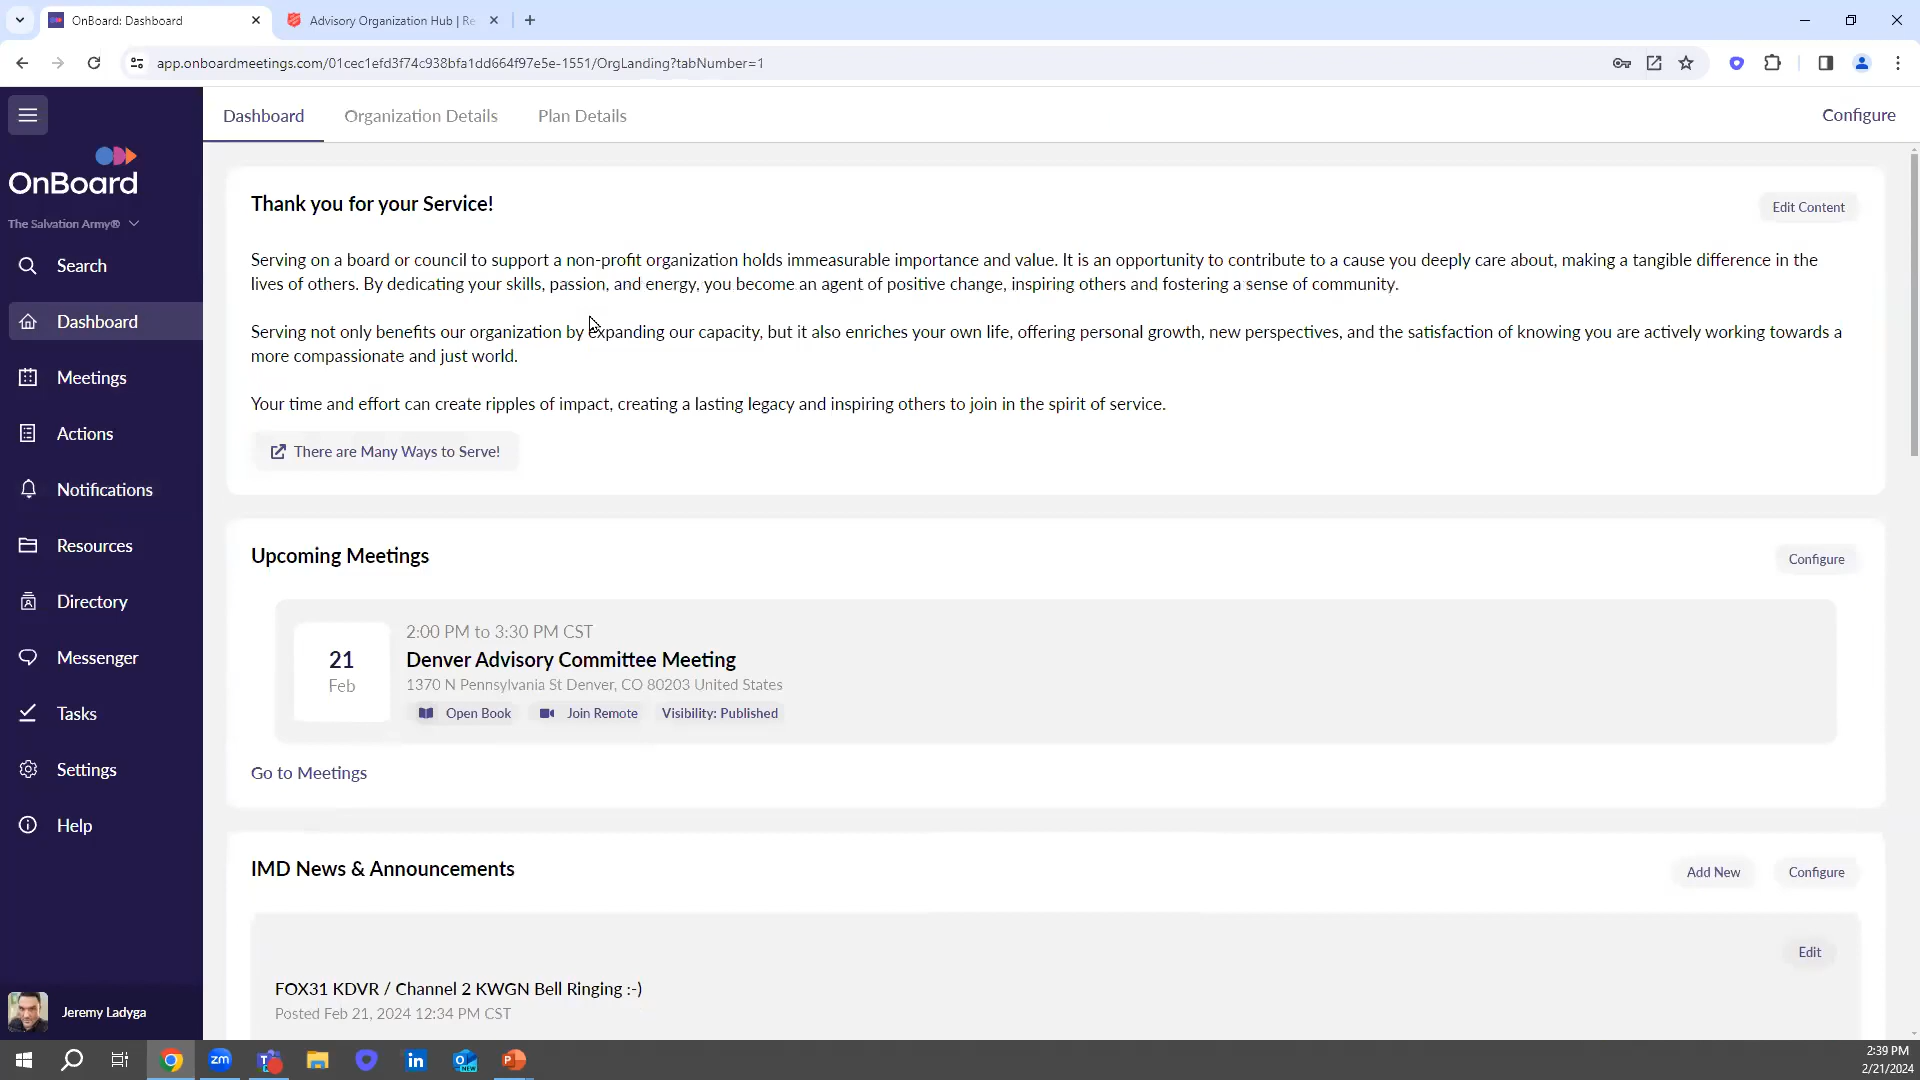 OnBoard: Dashboard
Advisory Organization Hub | Re
app.onboardmeetings.com/01cec1efd3f74c938bfa1dd664f97e5e-1551/OrgLanding?tabNumber=1
Dashboard
Organization Details
Plan Details
Configure
OnBoard
The Salvation Army®
Search
Dashboard
Meetings
Actions
Notifications
Resources
Directory
Messenger
Tasks
Settings
Help
Jeremy Ladyga
Thank you for your Service!
Edit Content
Serving on a board or council to support a non-profit organization holds immeasurable importance and value. It is an opportunity to contribute to a cause you deeply care about, making a tangible difference in the
lives of others. By dedicating your skills, passion, and energy, you become an agent of positive change, inspiring others and fostering a sense of community.
Serving not only benefits our organization by expanding our capacity, but it also enriches your own life, offering personal growth, new perspectives, and the satisfaction of knowing you are actively working towards a
more compassionate and just world.
Your time and effort can create ripples of impact, creating a lasting legacy and inspiring others to join in the spirit of service.
There are Many Ways to Serve!
Upcoming Meetings
Configure
21
Feb
2:00 PM to 3:30 PM CST
Denver Advisory Committee Meeting
1370 N Pennsylvania St Denver, CO 80203 United States
Open Book
Join Remote
Visibility: Published
Go to Meetings
IMD News & Announcements
Add New
Configure
Edit
FOX31 KDVR / Channel 2 KWGN Bell Ringing :-)
Posted Feb 21, 2024 12:34 PM CST
zm
in
NEW
2:39 PM
2/21/2024